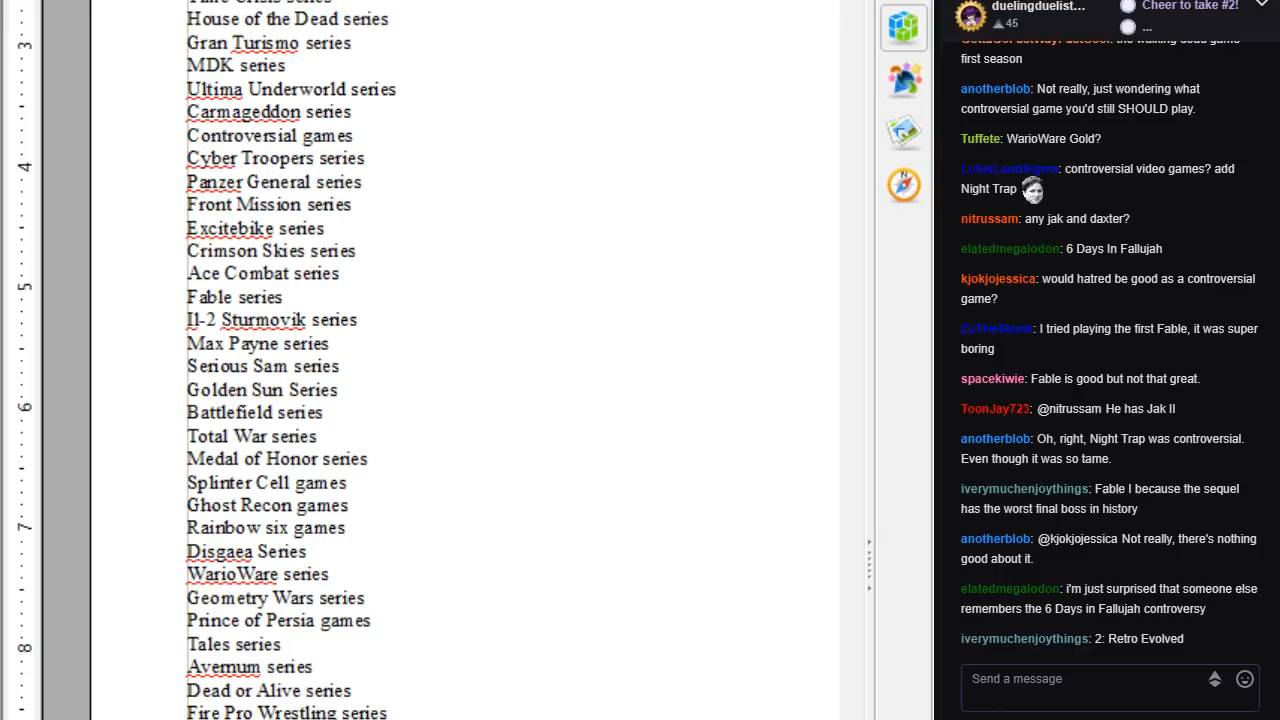 3
House of the Dead series
Gran Turismo series
MDK series
Ultima Underworld series
Carmageddon series
Controversial games
4
Cyber Troopers series
Panzer General series
Front Mission series
Excitebike series
Crimson Skies series
Ace Combat series
5
Fable series
Il-2 Sturmovik series
Max Payne series
Serious Sam series
Golden Sun Series
6
Battlefield series
Total War series
Medal of Honor series
Splinter Cell games
Ghost Recon games
7
Rainbow six games
Disgaea Series
WarioWare series
Geometry Wars series
Prince of Persia games
8
Tales series
Avernum series
Dead or Alive series
Fire Pro Wrestling series
N
duelingduelist...
45
Cheer to take #2!
...
first season
anotherblob: Not really, just wondering what
controversial game you'd still SHOULD play.
Tuffete: WarioWare Gold?
controversial video games? add
Night Trap
nitrussam: any jak and daxter?
elatedmegalodon: 6 Days In Fallujah
kjokjojessica: would hatred be good as a controversial
game?
ZuTheSkunk: I tried playing the first Fable, it was super
boring
spacekiwie: Fable is good but not that great.
ToonJay723: @nitrussam He has Jak II
anotherblob: Oh, right, Night Trap was controversial.
Even though it was so tame.
iverymuchenjoythings: Fable I because the sequel
has the worst final boss in history
anotherblob: @kjokjojessica Not really, there's nothing
good about it.
elatedmegalodon: i'm just surprised that someone else
remembers the 6 Days in Fallujah controversy
iverymuchenjoythings: 2: Retro Evolved
Send a message